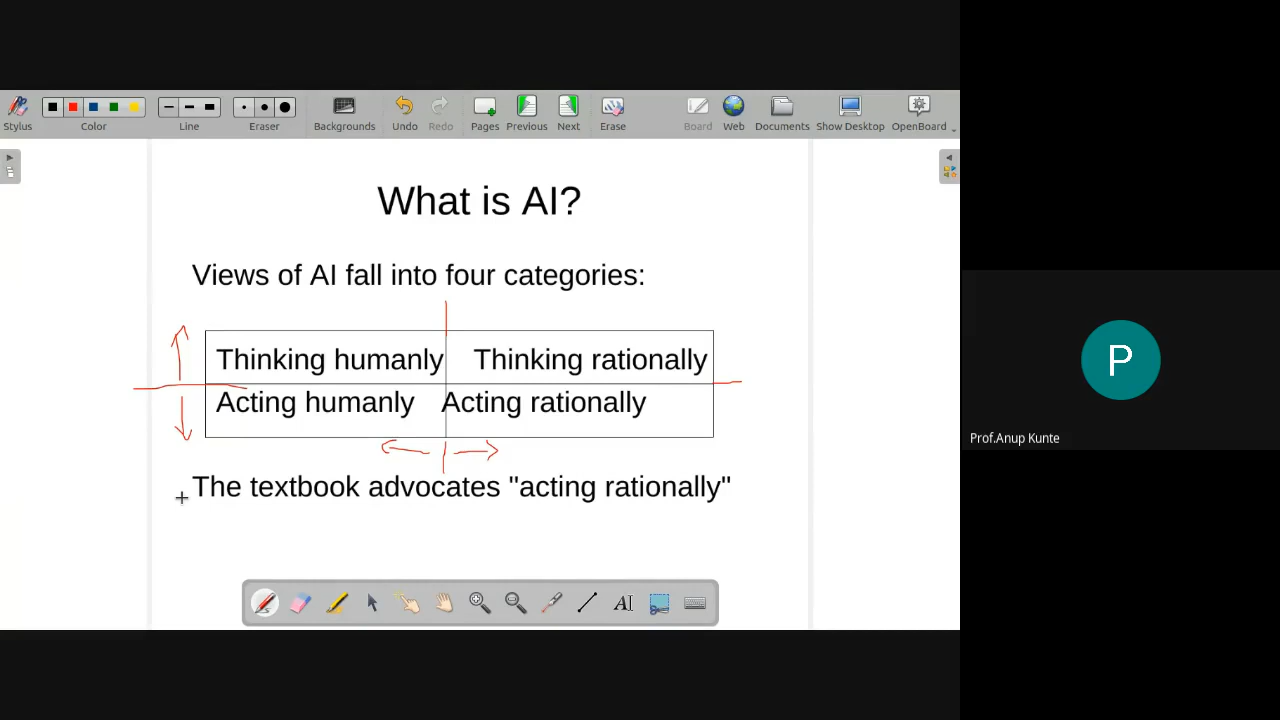 Stylus Color Line Eraser Backgrounds Undo Redo Pages Previous Next Erase Board Web Documents Show Desktop OpenBoard
What is AI?
Views of AI fall into four categories:
Thinking humanly Thinking rationally
Acting humanly Acting rationally
The textbook advocates "acting rationally"
AI
P
Prof.Anup Kunte